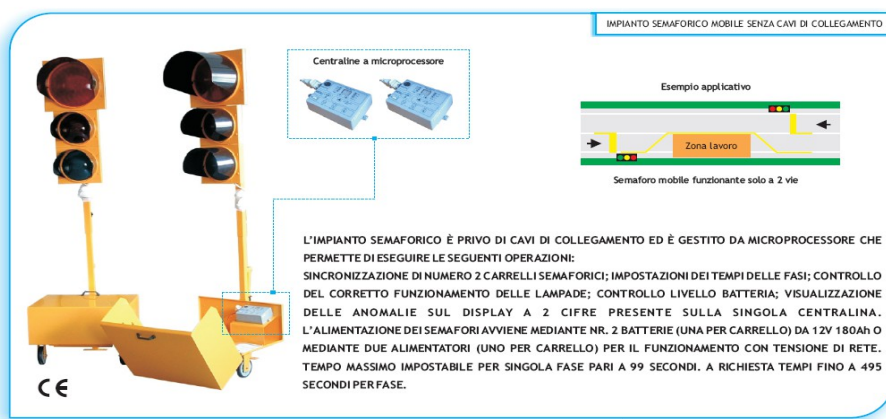 IMPIANTO SEMAFORICO MOBILE SENZA CAVI DI COLLEGAMENTO
Centraline a microprocessore
Esempio applicativo
Zona lavoro
Semaforo mobile funzionante solo a 2 vie
L'IMPIANTO SEMAFORICO È PRIVO DI CAVI DI COLLEGAMENTO ED È GESTITO DA MICROPROCESSORE CHE
PERMETTE DI ESEGUIRE LE SEGUENTI OPERAZIONI:
SINCRONIZZAZIONE DI NUMERO 2 CARRELLI SEMAFORICI; IMPOSTAZIONI DEI TEMPI DELLE FASI; CONTROLLO
DEL CORRETTO FUNZIONAMENTO DELLE LAMPADE; CONTROLLO LIVELLO BATTERIA; VISUALIZZAZIONE
DELLE ANOMALIE SUL DISPLAY A 2 CIFRE PRESENTE SULLA SINGOLA CENTRALINA.
L'ALIMENTAZIONE DEI SEMAFORI AVVIENE MEDIANTE NR. 2 BATTERIE (UNA PER CARRELLO) DA 12V 180Ah O
MEDIANTE DUE ALIMENTATORI (UNO PER CARRELLO) PER IL FUNZIONAMENTO CON TENSIONE DI RETE.
TEMPO MASSIMO IMPOSTABILE PER SINGOLA FASE PARI A 99 SECONDI. A RICHIESTA TEMPI FINO A 495
SECONDI PER FASE.
CE